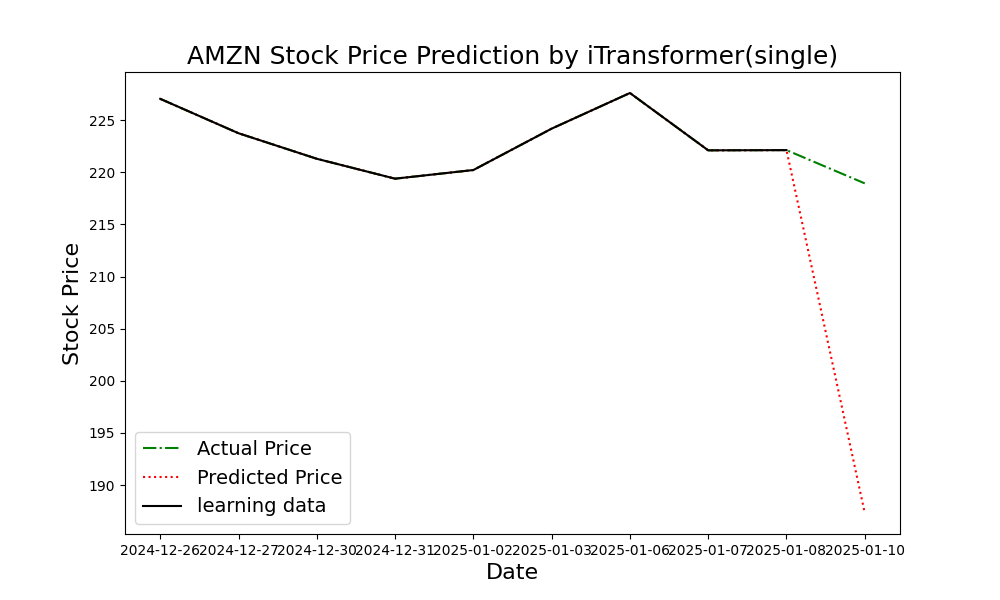 AMZN Stock Price Prediction by iTransformer(single)
Stock Price
225
220
215
210
205
200
195
190
Actual Price
Predicted Price
learning data
2024-12-26 2024-12-27 2024-12-30 2024-12-31 2025-01-02 2025-01-03 2025-01-06 2025-01-07 2025-01-08 2025-01-10
Date